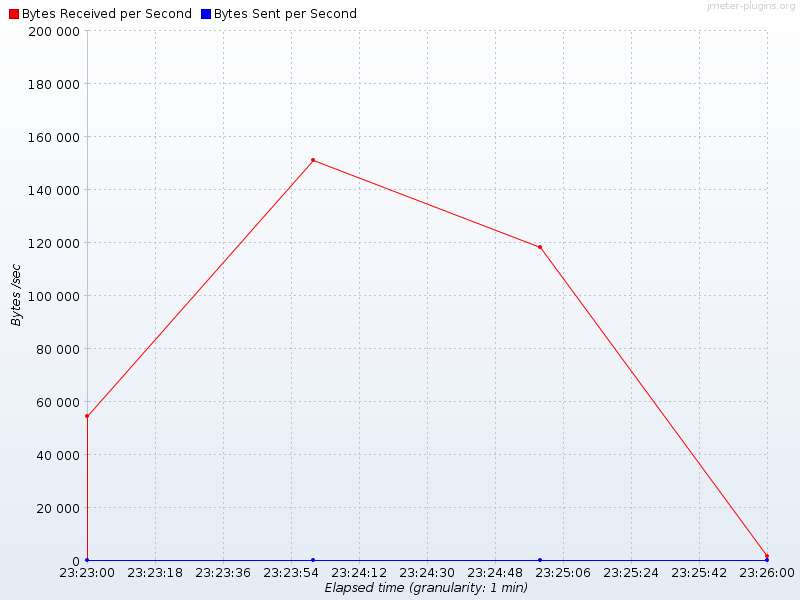 jmeter-plugins.org
Bytes Received per Second Bytes Sent per Second
200 000
180 000
160 000
140 000
120 000
100 000
80 000
60 000
40 000
20 000
0
Bytes /sec
23:23:00 23:23:18 23:23:36 23:23:54 23:24:12 23:24:30 23:24:48 23:25:06 23:25:24 23:25:42 23:26:00
Elapsed time (granularity: 1 min)